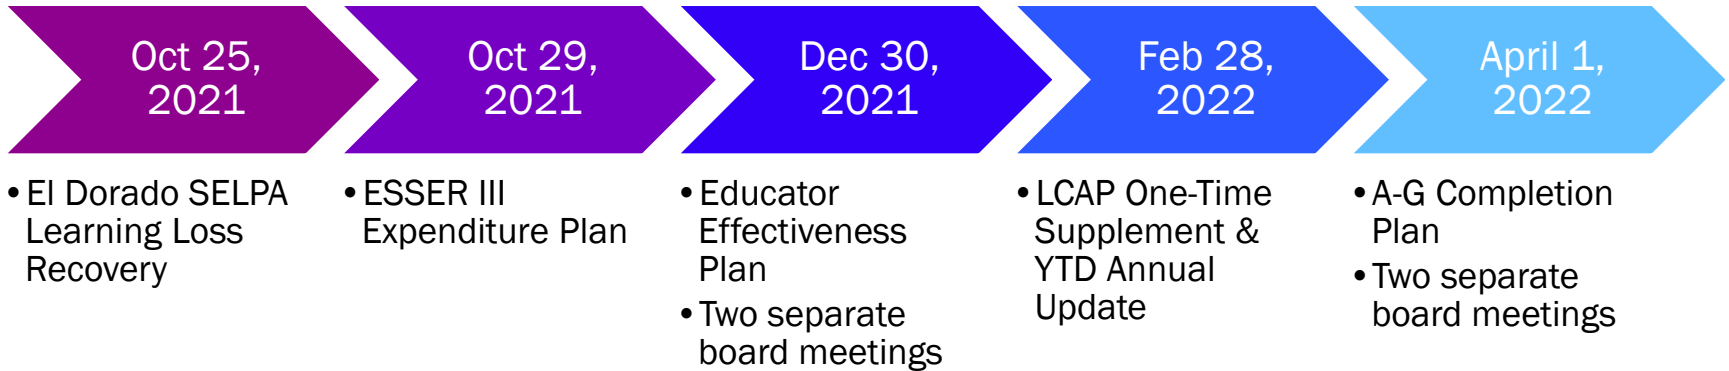 Oct 25,
2021
Oct 29,
2021
Dec 30,
2021
Feb 28,
2022
April 1,
2022
• El Dorado SELPA
Learning Loss
Recovery
• ESSER III
Expenditure Plan
• Educator
Effectiveness
Plan
• Two separate
board meetings
• LCAP One-Time
Supplement &
YTD Annual
Update
• A-G Completion
Plan
• Two separate
board meetings